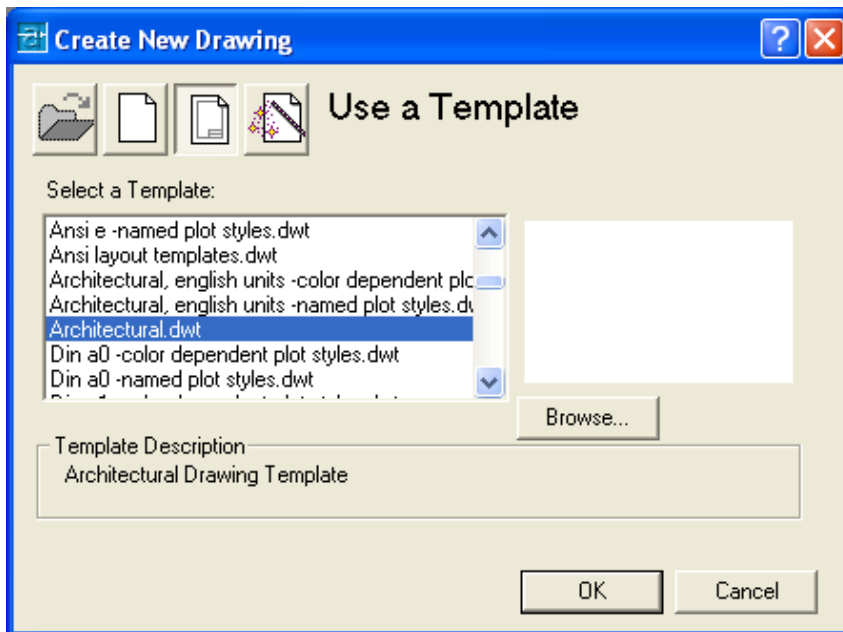 Create New Drawing
Use a Template
Select a Template:
Ansi e -named plot styles.dwt
Ansi layout templates.dwt
Architectural, english units -color dependent plo
Architectural, english units -named plot styles.dw
Architectural.dwt
Din a0 -color dependent plot styles.dwt
Din a0 -named plot styles.dwt
Browse...
Template Description
Architectural Drawing Template
OK
Cancel